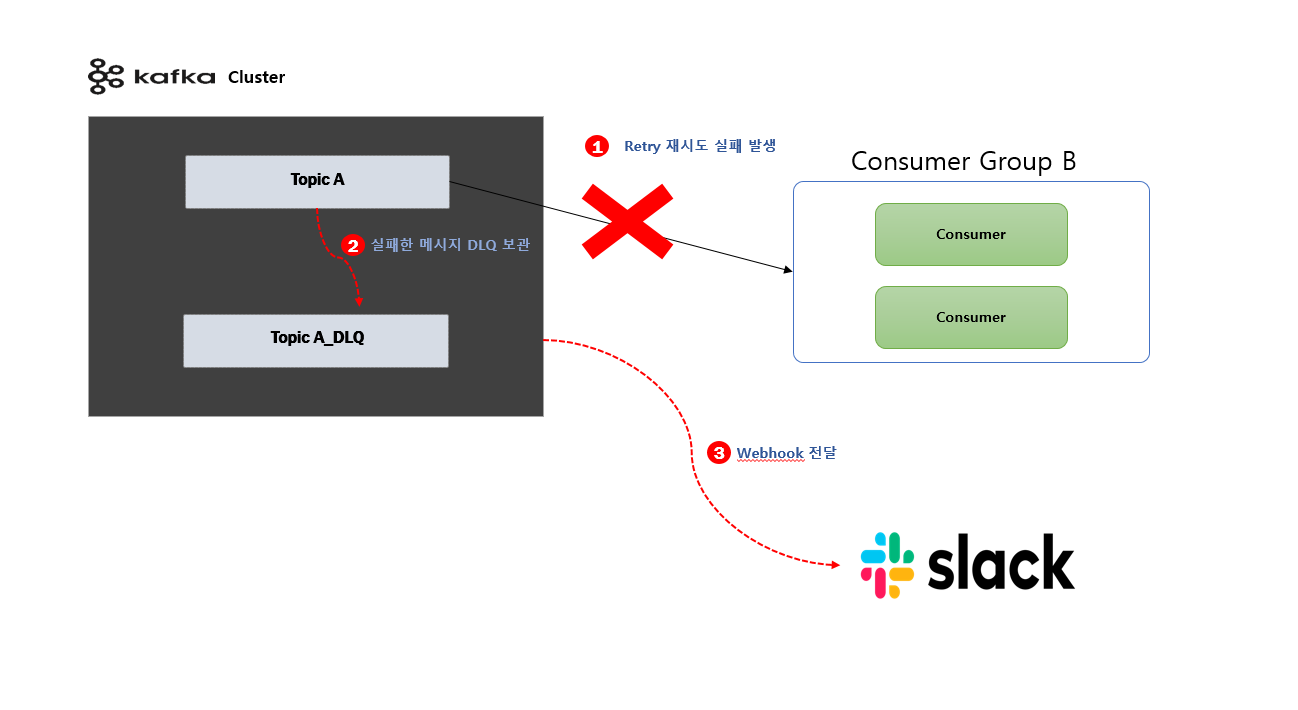 kafka Cluster
1 Retry 재시도 실패 발생
Consumer Group B
Topic A
Consumer
2 실패한 메시지 DLQ 보관
Consumer
Topic A_DLQ
3 Webhook 전달
slack